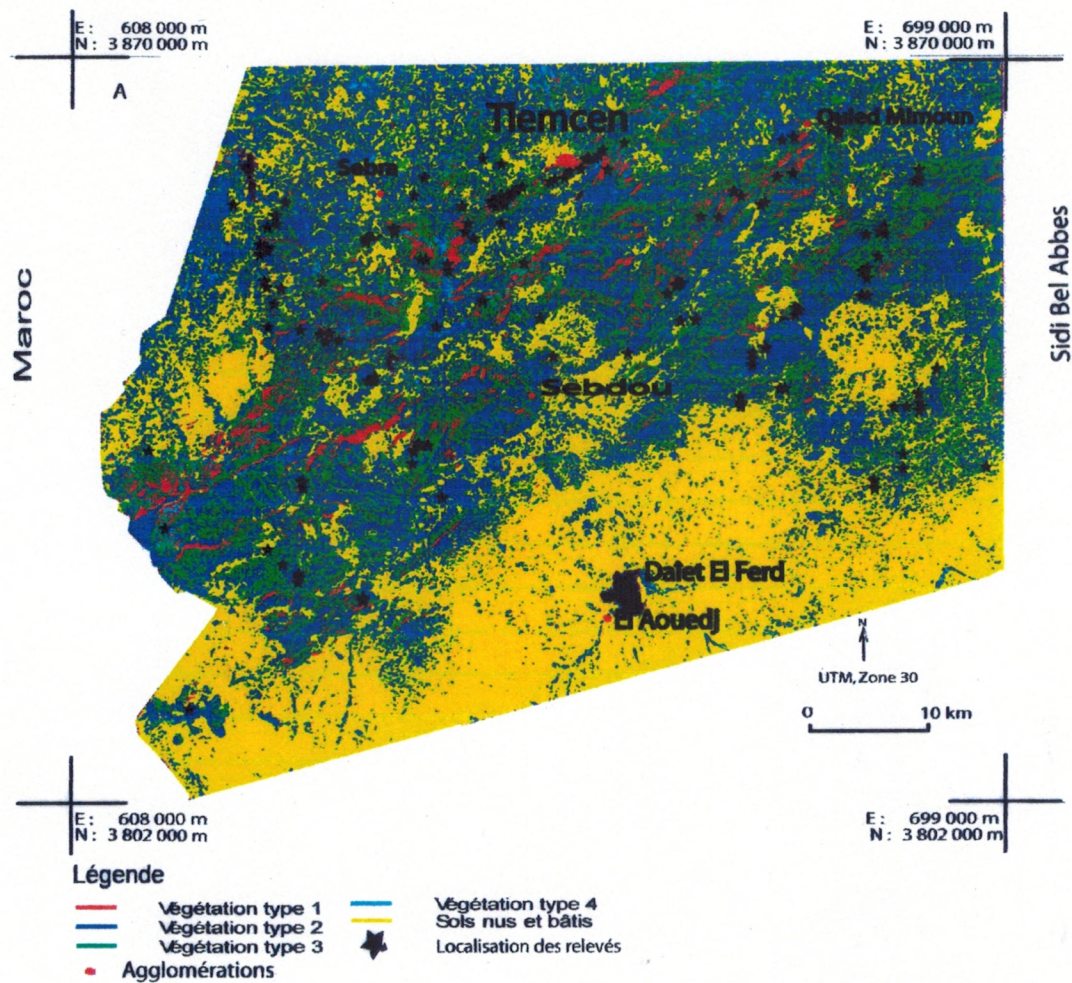 E : 608 000 m
N : 3 870 000 m
E : 699 000 m
N : 3 870 000 m
A
Tlemcen
Ouled Mimoun
Sebra
Maroc
Sidi Bel Abbes
Sebdou
Daïet El Ferd
El Aouedj
N
UTM, Zone 30
0 10 km
E : 608 000 m
N : 3 802 000 m
E : 699 000 m
N : 3 802 000 m
Légende
Végétation type 1
Végétation type 2
Végétation type 3
Agglomérations
Végétation type 4
Sols nus et bâtis
Localisation des relevés